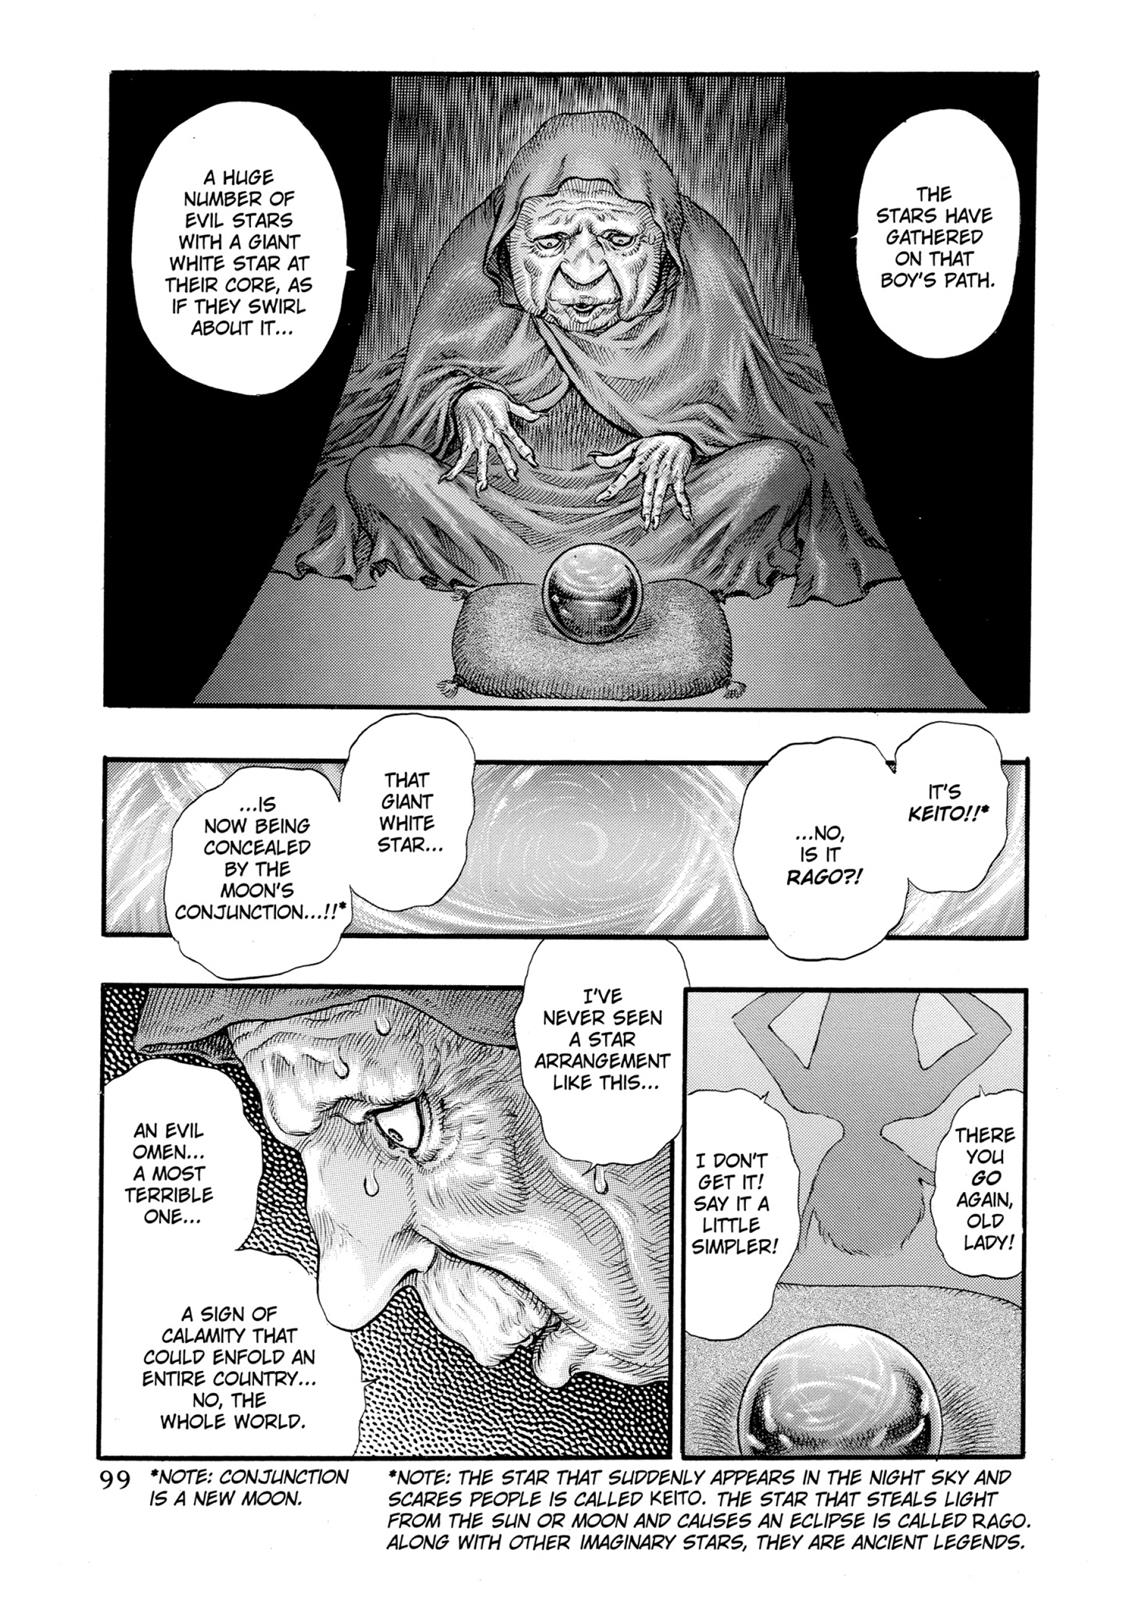 THE
STARS HAVE
GATHERED
ON THAT
BOY'S PATH.
A HUGE
NUMBER OF
EVIL STARS
WITH A GIANT
WHITE STAR AT
THEIR CORE, AS
IF THEY SWIRL
ABOUT IT...
IT'S
KEITO!!*
...NO,
IS IT
RAGO?!
THAT
GIANT
WHITE
STAR...
...IS
NOW BEING
CONCEALED
BY THE
MOON'S
CONJUNCTION...!!*
THERE
YOU
GO
AGAIN,
OLD
LADY!
I DON'T
GET IT!
SAY IT A
LITTLE
SIMPLER!
I'VE
NEVER SEEN
A STAR
ARRANGEMENT
LIKE THIS...
AN EVIL
OMEN...
A MOST
TERRIBLE
ONE...
A SIGN OF
CALAMITY THAT
COULD ENFOLD AN
ENTIRE COUNTRY...
NO, THE
WHOLE WORLD.
99
*NOTE: CONJUNCTION
IS A NEW MOON.
*NOTE: THE STAR THAT SUDDENLY APPEARS IN THE NIGHT SKY AND
SCARES PEOPLE IS CALLED KEITO. THE STAR THAT STEALS LIGHT
FROM THE SUN OR MOON AND CAUSES AN ECLIPSE IS CALLED RAGO.
ALONG WITH OTHER IMAGINARY STARS, THEY ARE ANCIENT LEGENDS.